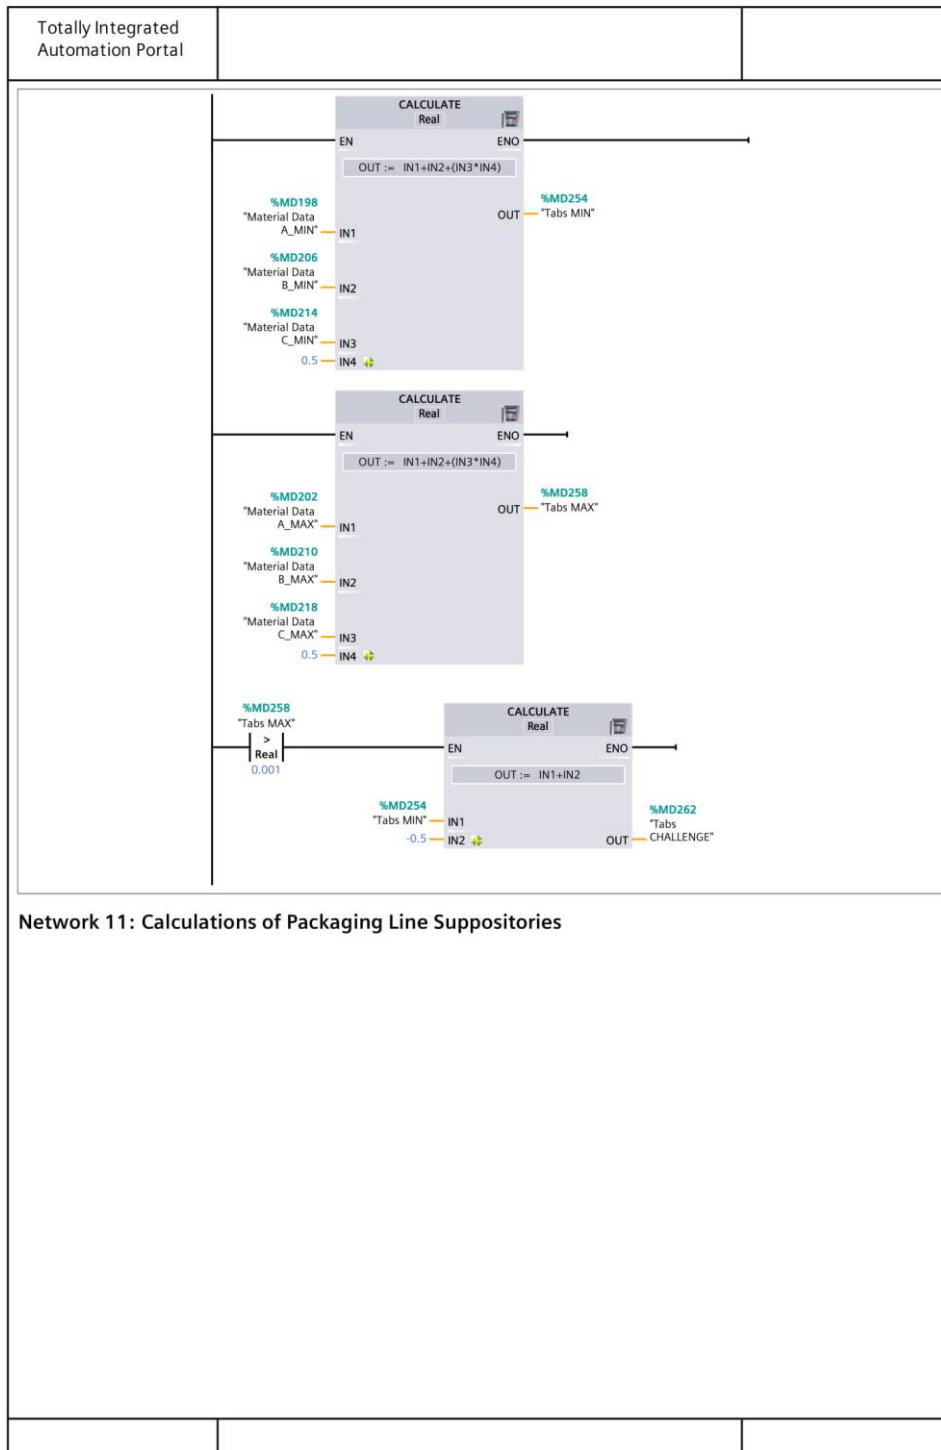 Totally Integrated
Automation Portal
CALCULATE
Real
EN
ENO
OUT := IN1+IN2+(IN3*IN4)
%MD198
"Material Data
A_MIN"
IN1
OUT
%MD254
"Tabs MIN"
%MD206
"Material Data
B_MIN"
IN2
%MD214
"Material Data
C_MIN"
IN3
0.5
IN4
CALCULATE
Real
EN
ENO
OUT := IN1+IN2+(IN3*IN4)
%MD202
"Material Data
A_MAX"
IN1
OUT
%MD258
"Tabs MAX"
%MD210
"Material Data
B_MAX"
IN2
%MD218
"Material Data
C_MAX"
IN3
0.5
IN4
%MD258
"Tabs MAX"
>
Real
0.001
CALCULATE
Real
EN
ENO
OUT := IN1+IN2
%MD254
"Tabs MIN"
IN1
-0.5
IN2
OUT
%MD262
"Tabs
CHALLENGE"
Network 11: Calculations of Packaging Line Suppositories